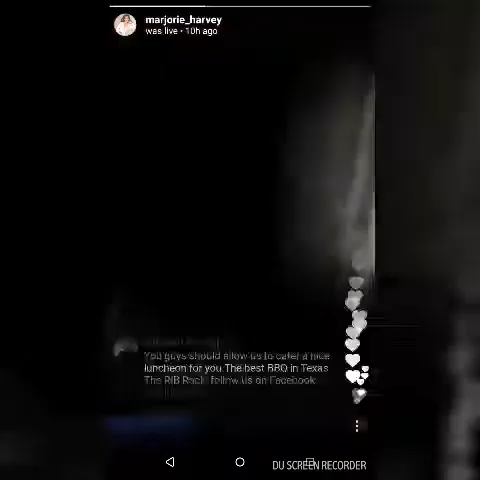 marjorie_harvey
was live • 10h ago
You guys should allow us to cater a nice
luncheon for you The best BBQ in Texas
The RIB Rack follow us on Facebook
DU SCREEN RECORDER